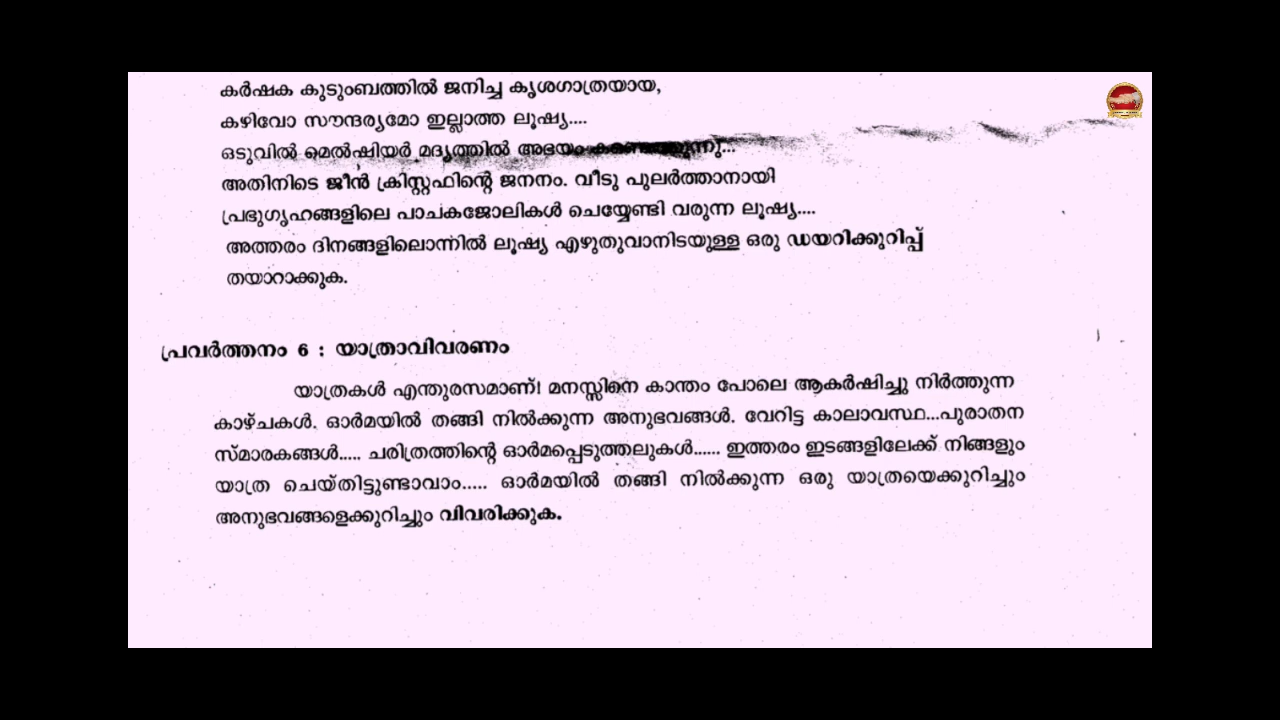 കർഷക കുടുംബത്തിൽ ജനിച്ച കൃശഗാത്രയായ,
കഴിവോ സൗന്ദര്യമോ ഇല്ലാത്ത ലൂഷ്യ....
ഒടുവിൽ മെൽഷിയർ മദ്യത്തിൽ അഭയം
അതിനിടെ ജീൻ ക്രിസ്റ്റഫിന്റെ ജനനം. വീടു പുലർത്താനായി
പ്രഭുഗൃഹങ്ങളിലെ പാചകജോലികൾ ചെയ്യേണ്ടി വരുന്ന ലൂഷ്യ....
അത്തരം ദിനങ്ങളിലൊന്നിൽ ലൂഷ്യ എഴുതുവാനിടയുള്ള ഒരു ഡയറിക്കുറിപ്പ്
തയാറാക്കുക.
പ്രവർത്തനം 6 : യാത്രാവിവരണം
യാത്രകൾ എന്തുരസമാണ്! മനസ്സിനെ കാന്തം പോലെ ആകർഷിച്ചു നിർത്തുന്ന
കാഴ്ചകൾ. ഓർമയിൽ തങ്ങി നിൽക്കുന്ന അനുഭവങ്ങൾ. വേറിട്ട കാലാവസ്ഥ...പുരാതന
സ്മാരകങ്ങൾ..... ചരിത്രത്തിന്റെ ഓർമപ്പെടുത്തലുകൾ...... ഇത്തരം ഇടങ്ങളിലേക്ക് നിങ്ങളും
യാത്ര ചെയ്തിട്ടുണ്ടാവാം..... ഓർമയിൽ തങ്ങി നിൽക്കുന്ന ഒരു യാത്രയെക്കുറിച്ചും
അനുഭവങ്ങളെക്കുറിച്ചും വിവരിക്കുക.